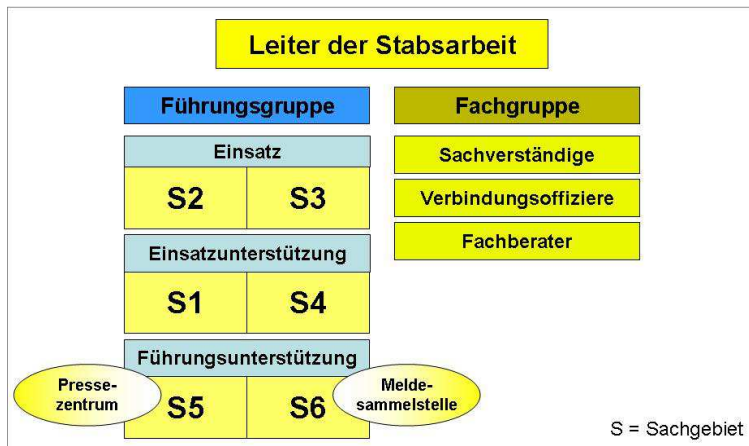 Leiter der Stabsarbeit
Führungsgruppe
Fachgruppe
Einsatz
S2 S3
Einsatzunterstützung
S1 S4
Führungsunterstützung
Presse-
zentrum
S5 S6
Melde-
sammelstelle
Sachverständige
Verbindungsoffiziere
Fachberater
S = Sachgebiet